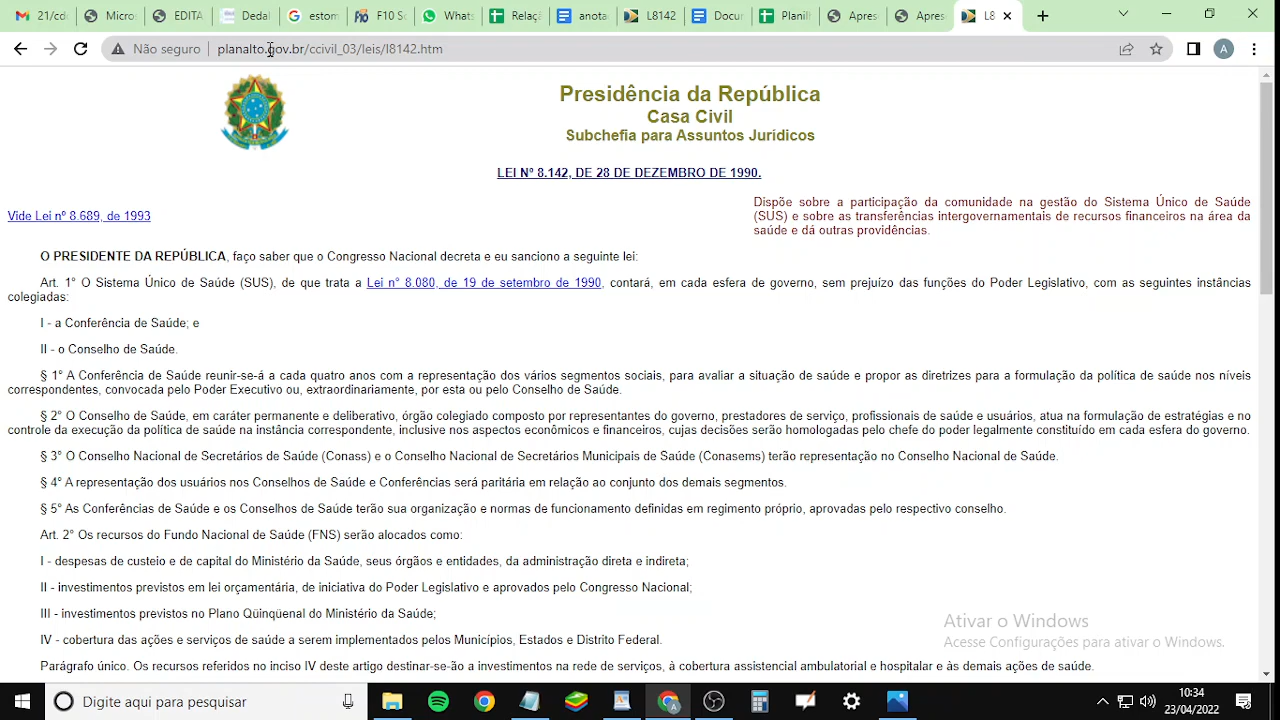 21/cd
Micros
EDITA
Dedal
estom
F10 So
Whats
Relaçã
anotaç
L8142
Docum
Planilh
Apres
Apres
L8
Não seguro
planalto.gov.br/ccivil_03/leis/l8142.htm
A
Presidência da República
Casa Civil
Subchefia para Assuntos Jurídicos
LEI Nº 8.142, DE 28 DE DEZEMBRO DE 1990.
Vide Lei nº 8.689, de 1993
Dispõe sobre a participação da comunidade na gestão do Sistema Único de Saúde
(SUS) e sobre as transferências intergovernamentais de recursos financeiros na área da
saúde e dá outras providências.
O PRESIDENTE DA REPÚBLICA, faço saber que o Congresso Nacional decreta e eu sanciono a seguinte lei:
Art. 1° O Sistema Único de Saúde (SUS), de que trata a Lei n° 8.080, de 19 de setembro de 1990, contará, em cada esfera de governo, sem prejuízo das funções do Poder Legislativo, com as seguintes instâncias
colegiadas:
I - a Conferência de Saúde; e
II - o Conselho de Saúde.
§ 1° A Conferência de Saúde reunir-se-á a cada quatro anos com a representação dos vários segmentos sociais, para avaliar a situação de saúde e propor as diretrizes para a formulação da política de saúde nos níveis
correspondentes, convocada pelo Poder Executivo ou, extraordinariamente, por esta ou pelo Conselho de Saúde.
§ 2° O Conselho de Saúde, em caráter permanente e deliberativo, órgão colegiado composto por representantes do governo, prestadores de serviço, profissionais de saúde e usuários, atua na formulação de estratégias e no
controle da execução da política de saúde na instância correspondente, inclusive nos aspectos econômicos e financeiros, cujas decisões serão homologadas pelo chefe do poder legalmente constituído em cada esfera do governo.
§ 3° O Conselho Nacional de Secretários de Saúde (Conass) e o Conselho Nacional de Secretários Municipais de Saúde (Conasems) terão representação no Conselho Nacional de Saúde.
§ 4° A representação dos usuários nos Conselhos de Saúde e Conferências será paritária em relação ao conjunto dos demais segmentos.
§ 5° As Conferências de Saúde e os Conselhos de Saúde terão sua organização e normas de funcionamento definidas em regimento próprio, aprovadas pelo respectivo conselho.
Art. 2° Os recursos do Fundo Nacional de Saúde (FNS) serão alocados como:
I - despesas de custeio e de capital do Ministério da Saúde, seus órgãos e entidades, da administração direta e indireta;
II - investimentos previstos em lei orçamentária, de iniciativa do Poder Legislativo e aprovados pelo Congresso Nacional;
III - investimentos previstos no Plano Qüinqüenal do Ministério da Saúde;
IV - cobertura das ações e serviços de saúde a serem implementados pelos Municípios, Estados e Distrito Federal.
Parágrafo único. Os recursos referidos no inciso IV deste artigo destinar-se-ão a investimentos na rede de serviços, à cobertura assistencial ambulatorial e hospitalar e às demais ações de saúde.
Ativar o Windows
Acesse Configurações para ativar o Windows.
Digite aqui para pesquisar
10:34
23/04/2022